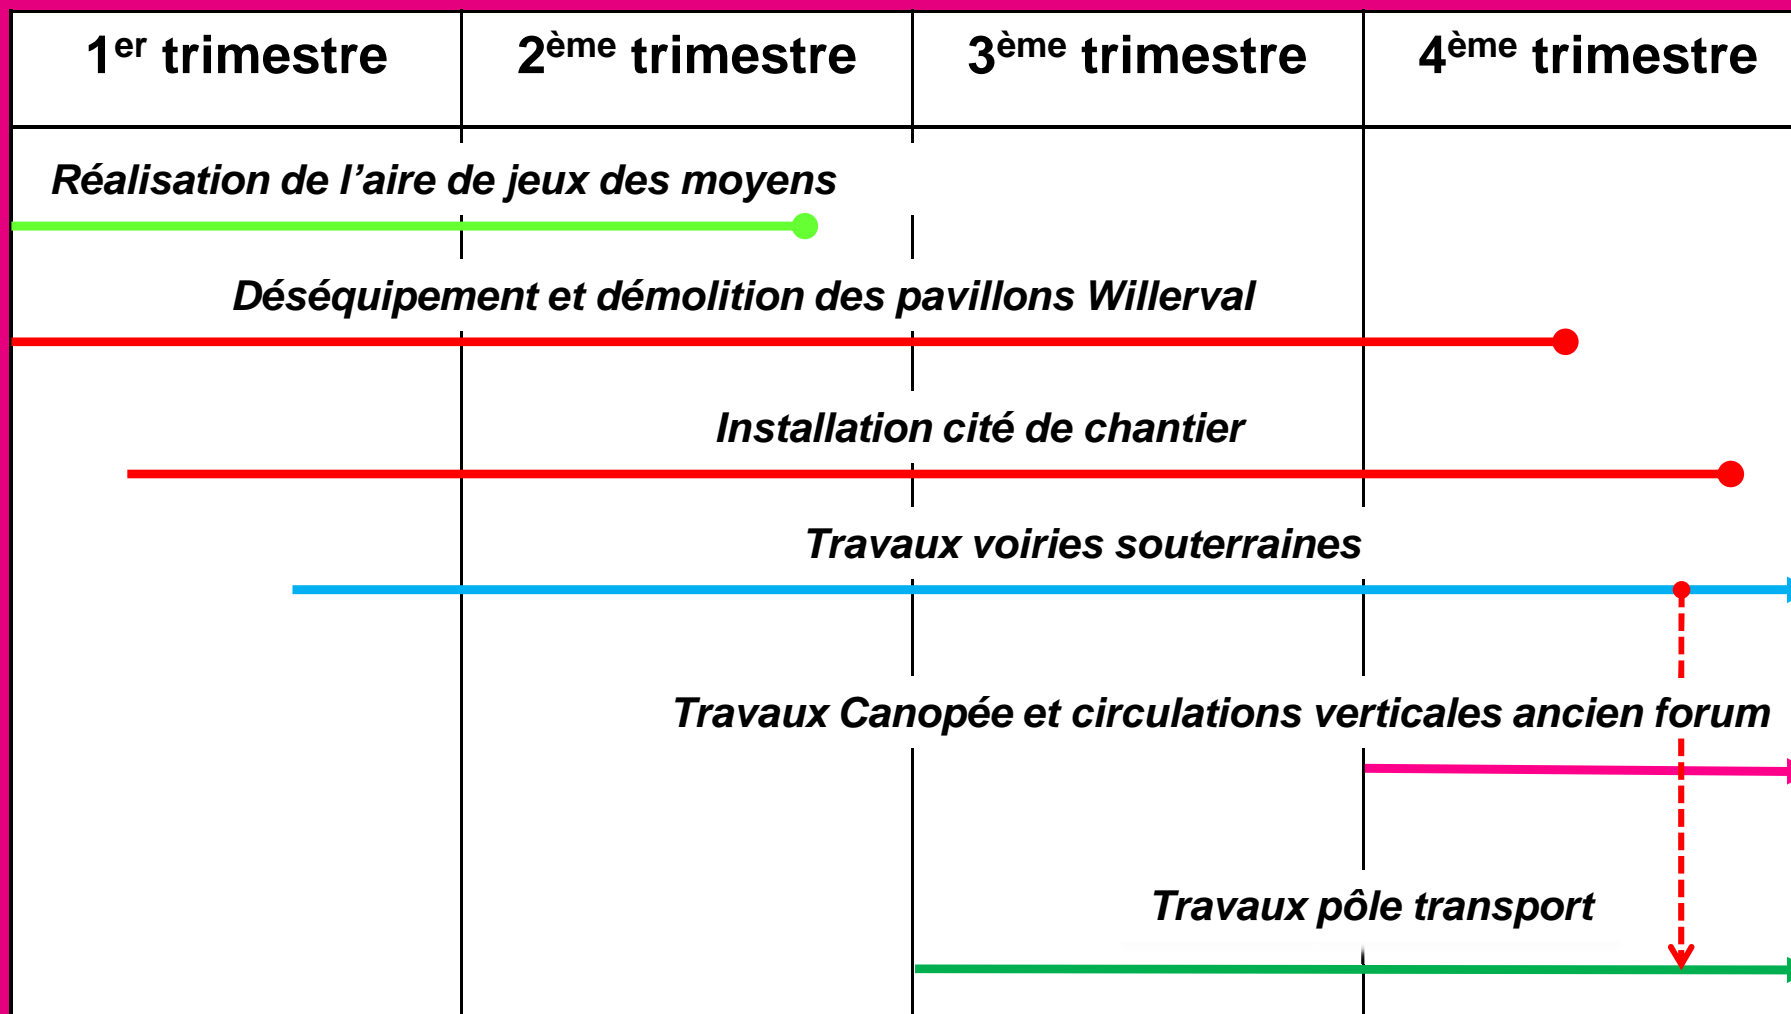 1er trimestre
2ème trimestre
3ème trimestre
4ème trimestre
Réalisation de l’aire de jeux des moyens
Déséquipement et démolition des pavillons Willerval
Installation cité de chantier
Travaux voiries souterraines
Travaux Canopée et circulations verticales ancien forum
Travaux pôle transport